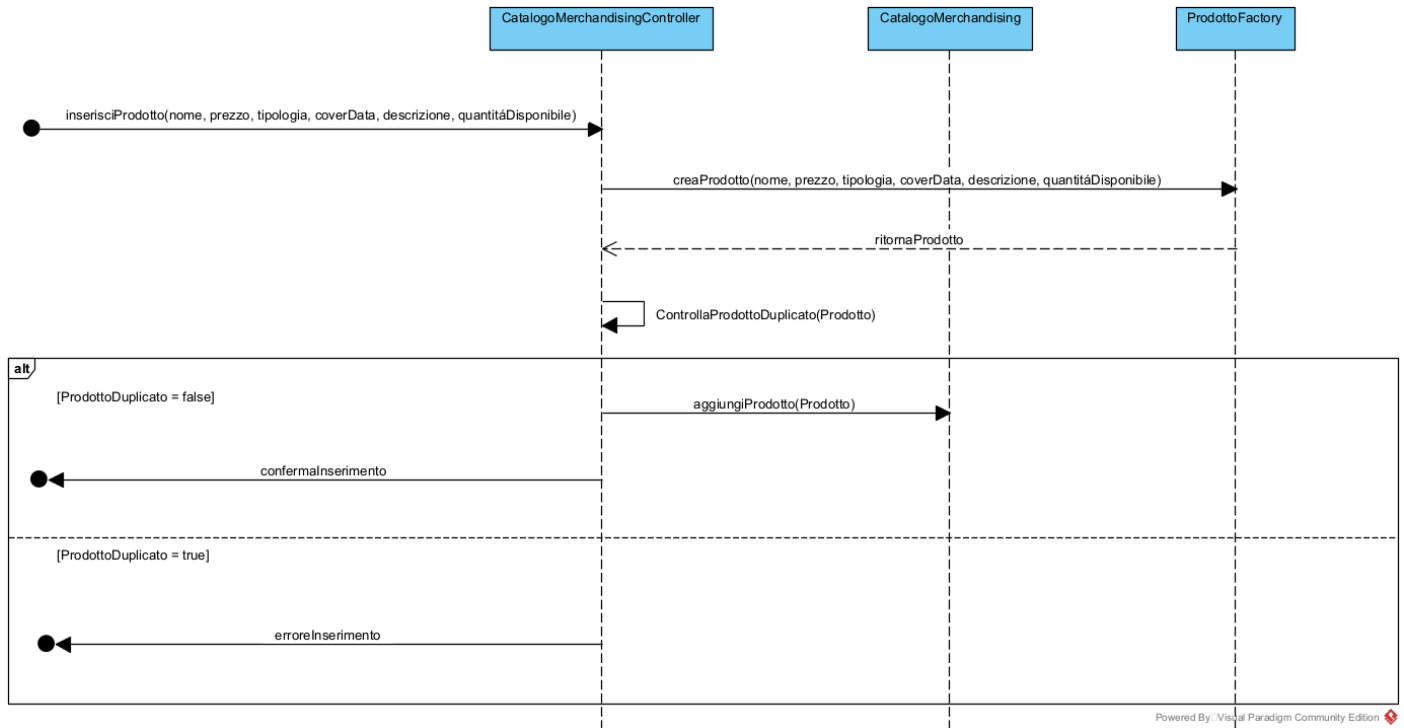 CatalogoMerchandisingController
CatalogoMerchandising
ProdottoFactory
inserisciProdotto(nome, prezzo, tipologia, coverData, descrizione, quantitáDisponibile)
creaProdotto(nome, prezzo, tipologia, coverData, descrizione, quantitáDisponibile)
ritornaProdotto
ControllaProdottoDuplicato(Prodotto)
alt
[ProdottoDuplicato = false]
aggiungiProdotto(Prodotto)
confermaInserimento
[ProdottoDuplicato = true]
erroreInserimento
Powered By Visual Paradigm Community Edition